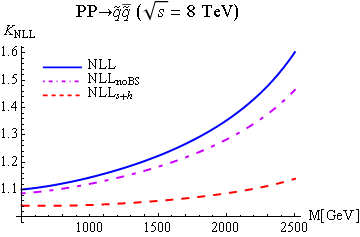 PP→q̃q̃̄ (√s = 8 TeV)
K_NLL
1.6
1.5
1.4
1.3
1.2
1.1
NLL
NLL_noBS
NLL_s+h
1000 1500 2000 2500 M[GeV]